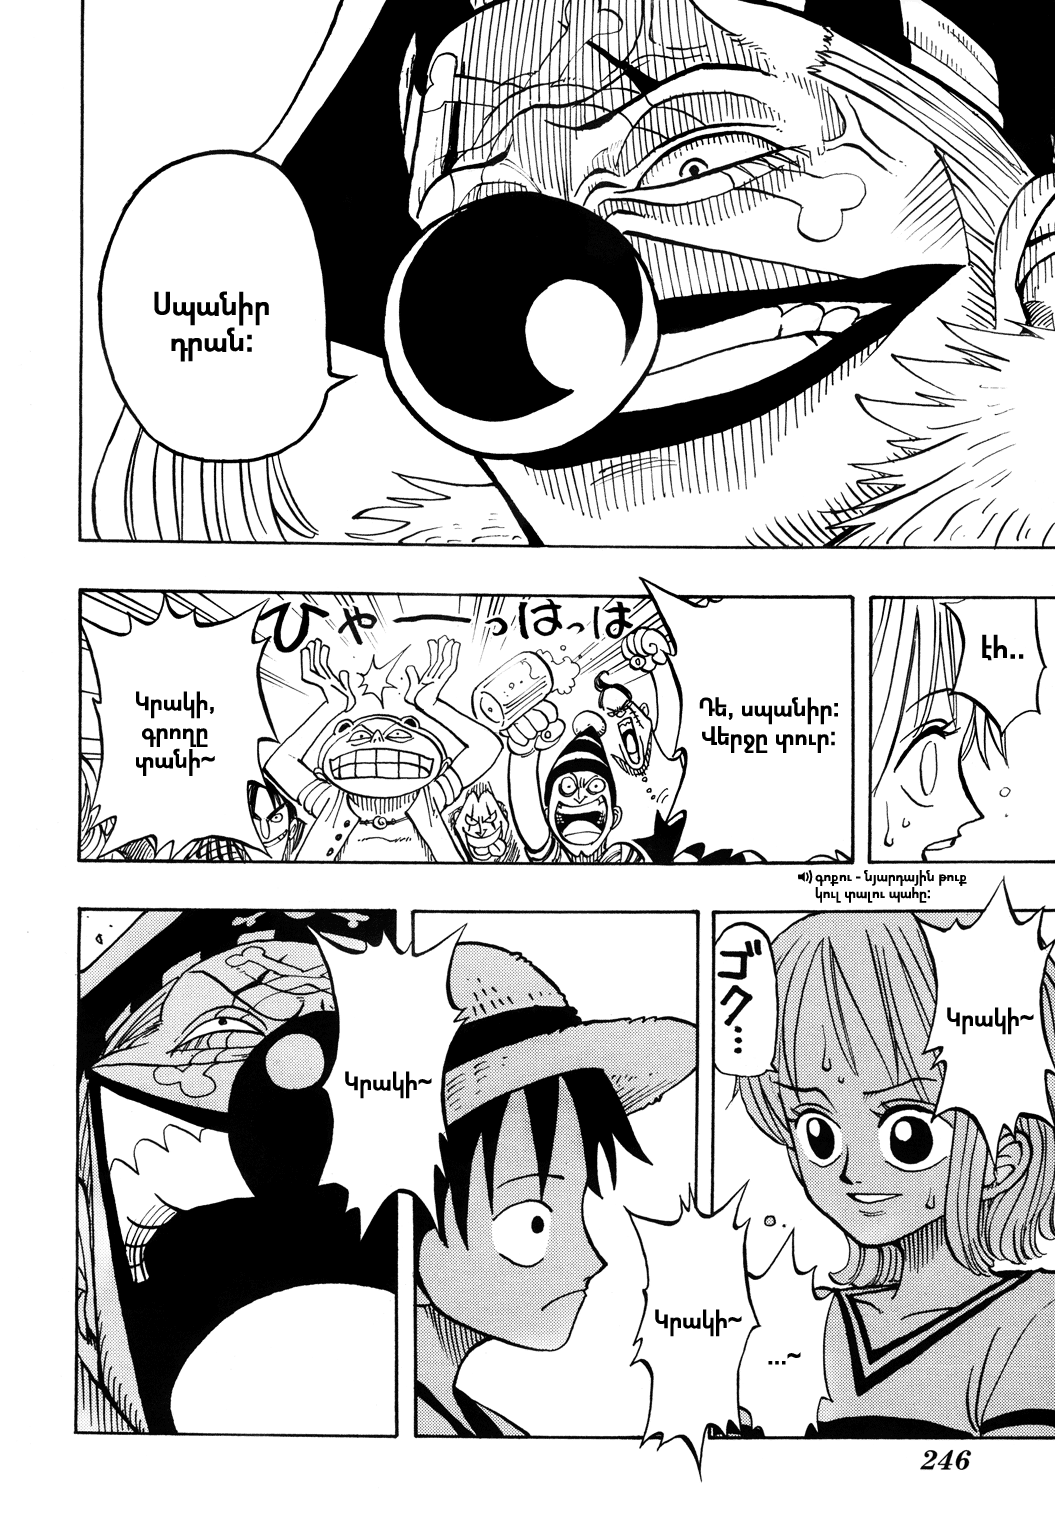 Սպանիր
դրան:
էհ..
Դե, սպանիր:
Վերջը տուր:
ひゃーっはっは
Կրակի,
գրողը
տանի~
գոքու - նյարդային թուք
կուլ տալու պահը:
Կրակի~
ゴク…
Կրակի~
Կրակի~
...~
246